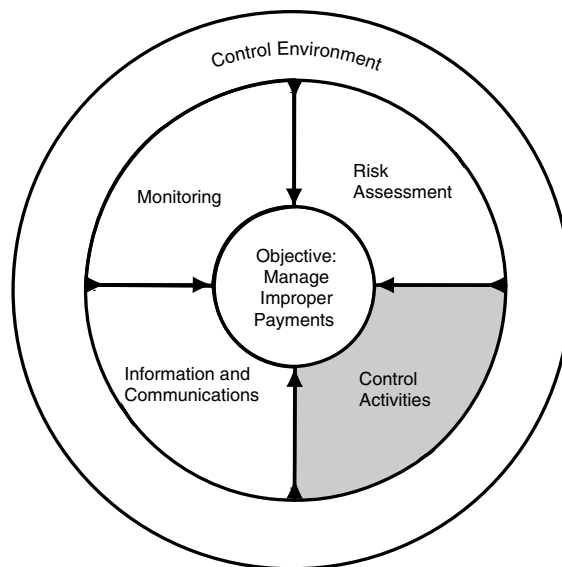 Control Environment
Monitoring
Risk
Assessment
Objective:
Manage
Improper
Payments
Information and
Communications
Control
Activities